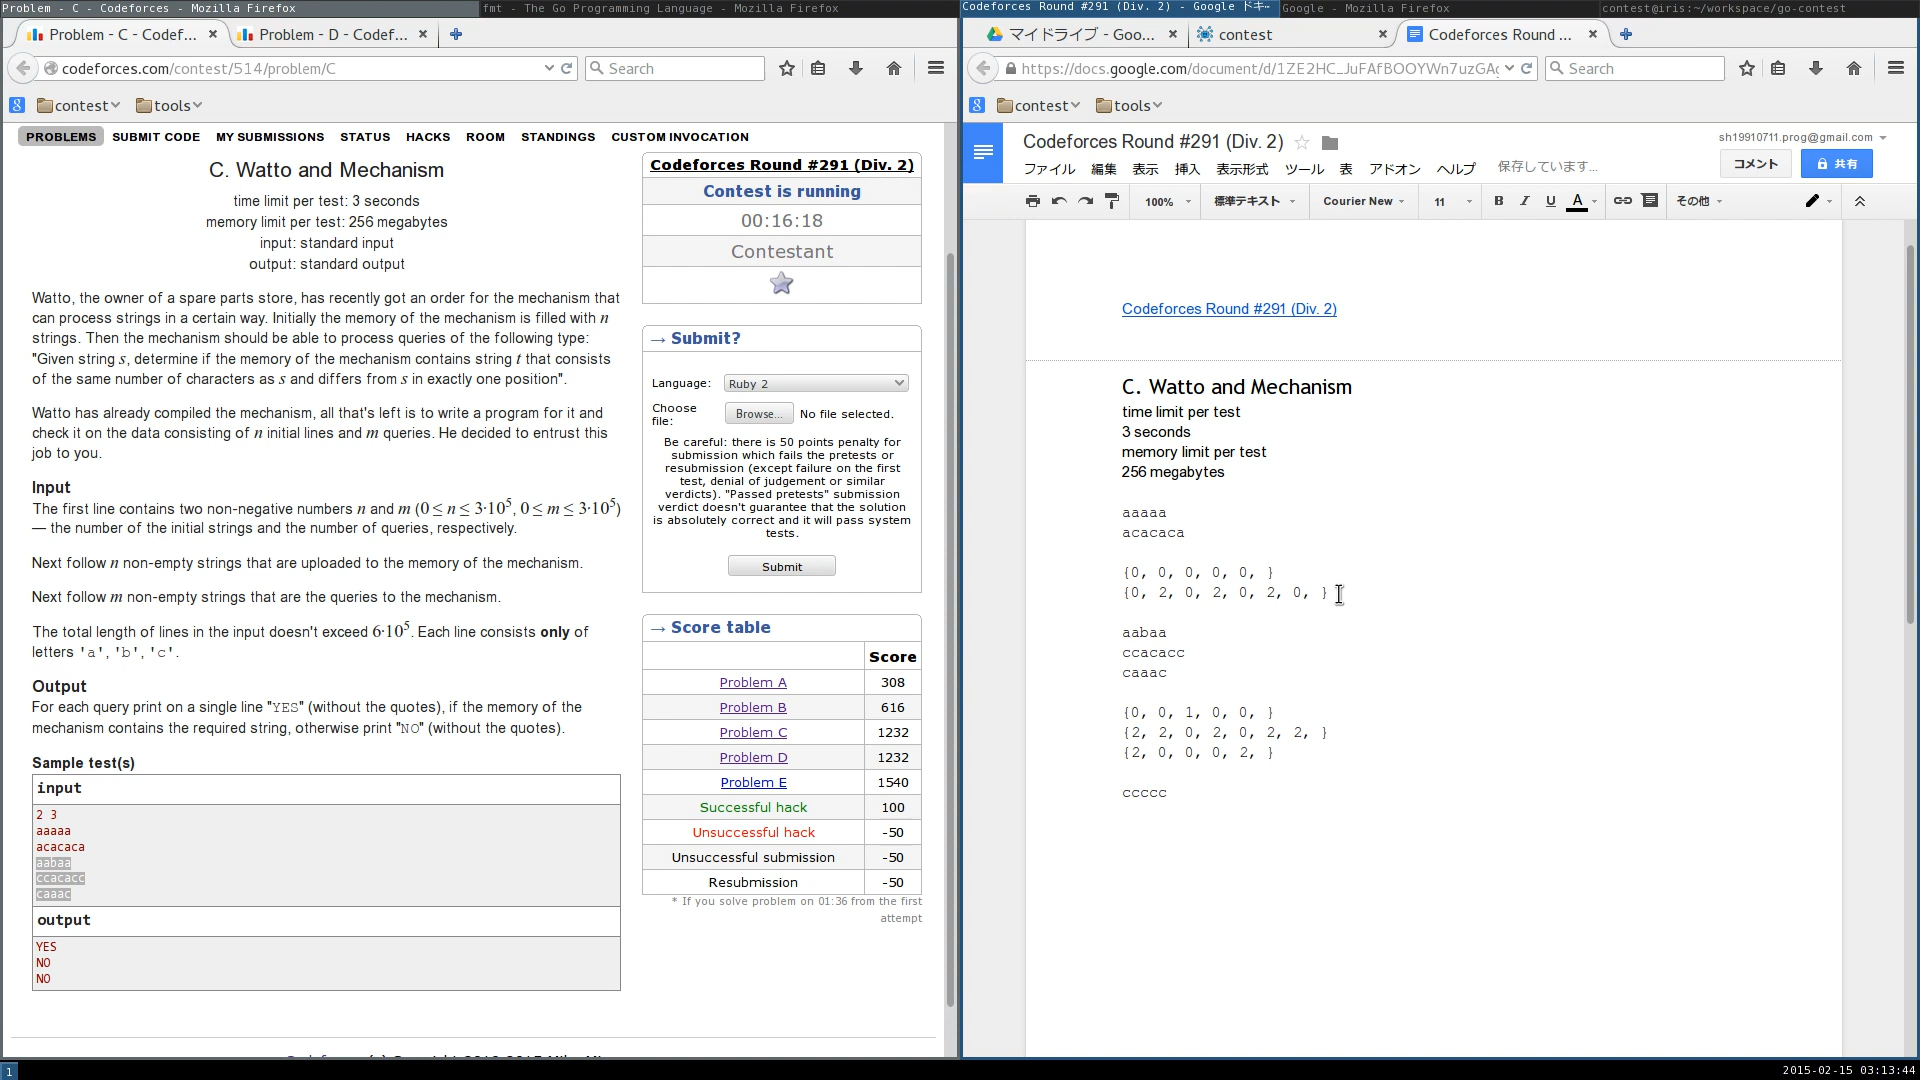 Problem - C - Codeforces - Mozilla Firefox
fmt - The Go Programming Language - Mozilla Firefox
Codeforces Round #291 (Div. 2) - Google ドキ…
Google - Mozilla Firefox
contest@iris:~/workspace/go-contest
Problem - C - Codef...
Problem - D - Codef...
codeforces.com/contest/514/problem/C
Search
contest
tools
PROBLEMS SUBMIT CODE MY SUBMISSIONS STATUS HACKS ROOM STANDINGS CUSTOM INVOCATION
C. Watto and Mechanism
time limit per test: 3 seconds
memory limit per test: 256 megabytes
input: standard input
output: standard output
Watto, the owner of a spare parts store, has recently got an order for the mechanism that
can process strings in a certain way. Initially the memory of the mechanism is filled with n
strings. Then the mechanism should be able to process queries of the following type:
"Given string s, determine if the memory of the mechanism contains string t that consists
of the same number of characters as s and differs from s in exactly one position".
Watto has already compiled the mechanism, all that's left is to write a program for it and
check it on the data consisting of n initial lines and m queries. He decided to entrust this
job to you.
Input
The first line contains two non-negative numbers n and m (0 ≤ n ≤ 3·10⁵, 0 ≤ m ≤ 3·10⁵)
— the number of the initial strings and the number of queries, respectively.
Next follow n non-empty strings that are uploaded to the memory of the mechanism.
Next follow m non-empty strings that are the queries to the mechanism.
The total length of lines in the input doesn't exceed 6·10⁵. Each line consists only of
letters 'a', 'b', 'c'.
Output
For each query print on a single line "YES" (without the quotes), if the memory of the
mechanism contains the required string, otherwise print "NO" (without the quotes).
Sample test(s)
input
2 3
aaaaa
acacaca
aabaa
ccacacc
caaac
output
YES
NO
NO
Codeforces Round #291 (Div. 2)
Contest is running
00:16:18
Contestant
→ Submit?
Language: Ruby 2
Choose
file: Browse... No file selected.
Be careful: there is 50 points penalty for
submission which fails the pretests or
resubmission (except failure on the first
test, denial of judgement or similar
verdicts). "Passed pretests" submission
verdict doesn't guarantee that the solution
is absolutely correct and it will pass system
tests.
Submit
→ Score table
Score
Problem A 308
Problem B 616
Problem C 1232
Problem D 1232
Problem E 1540
Successful hack 100
Unsuccessful hack -50
Unsuccessful submission -50
Resubmission -50
* If you solve problem on 01:36 from the first
attempt
マイドライブ - Goo...
contest
Codeforces Round ...
https://docs.google.com/document/d/1ZE2HC_JuFAfBOOYWn7uzGA
Search
contest
tools
Codeforces Round #291 (Div. 2)
sh19910711.prog@gmail.com
ファイル 編集 表示 挿入 表示形式 ツール 表 アドオン ヘルプ 保存しています...
コメント
共有
100% 標準テキスト Courier New 11 B I U A その他
Codeforces Round #291 (Div. 2)
C. Watto and Mechanism
time limit per test
3 seconds
memory limit per test
256 megabytes
aaaaa
acacaca
{0, 0, 0, 0, 0, }
{0, 2, 0, 2, 0, 2, 0, }
aabaa
ccacacc
caaac
{0, 0, 1, 0, 0, }
{2, 2, 0, 2, 0, 2, 2, }
{2, 0, 0, 0, 2, }
ccccc
1
2015-02-15 03:13:44